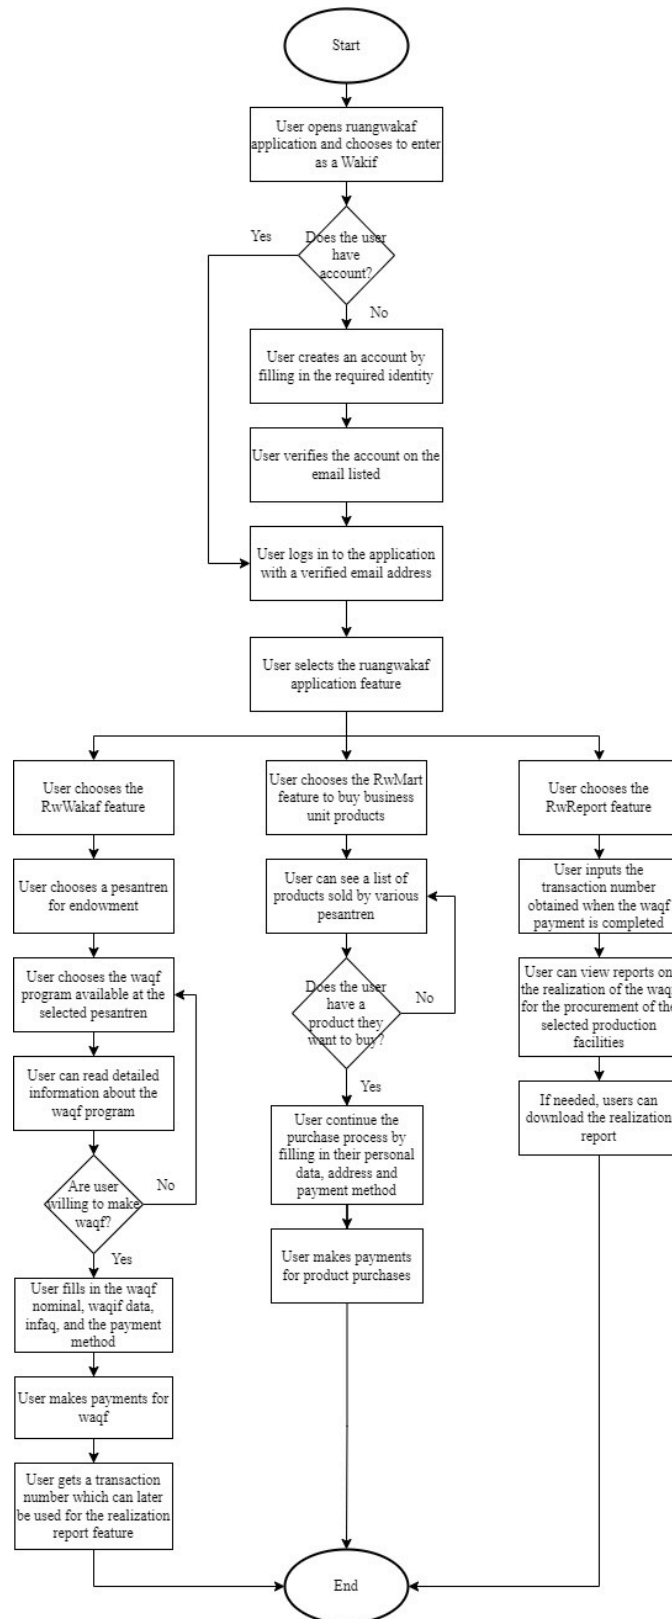 Start
User opens ruangwakaf
application and chooses to enter
as a Wakif
Yes
Does the user
have
account?
No
User creates an account by
filling in the required identity
User verifies the account on the
email listed
User logs in to the application
with a verified email address
User selects the ruangwakaf
application feature
User chooses the
RwWakaf feature
User chooses a pesantren
for endowment
User chooses the waqf
program available at the
selected pesantren
User can read detailed
information about the
waqf program
Are user
willing to make
waqf?
No
Yes
User fills in the waqf
nominal, waqif data,
infaq, and the payment
method
User makes payments for
waqf
User gets a transaction
number which can later
be used for the realization
report feature
User chooses the RwMart
feature to buy business
unit products
User can see a list of
products sold by various
pesantren
Does the user
have a
product they
want to buy?
No
Yes
User continue the
purchase process by
filling in their personal
data, address and
payment method
User makes payments
for product purchases
User chooses the
RwReport feature
User inputs the
transaction number
obtained when the waqf
payment is completed
User can view reports on
the realization of the waqf
for the procurement of the
selected production
facilities
If needed, users can
download the realization
report
End